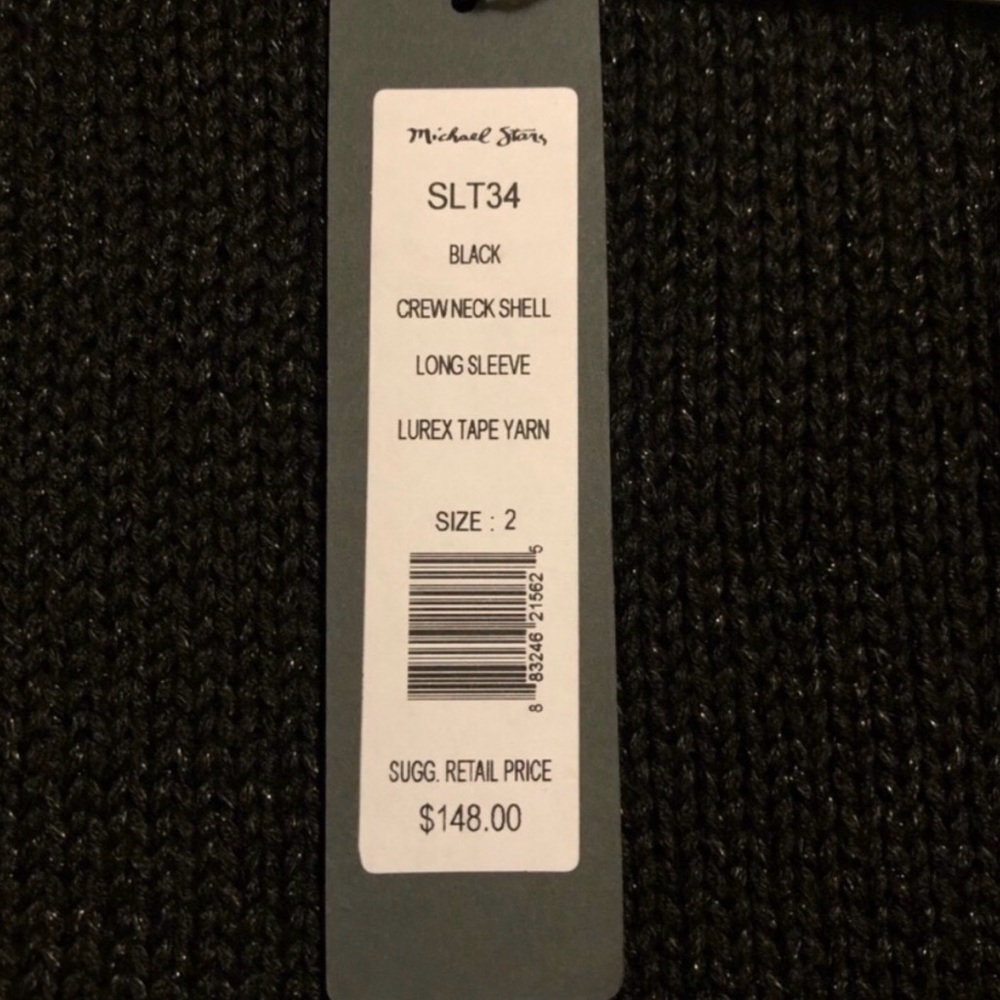 Michael Stars
SLT34
BLACK
CREW NECK SHELL
LONG SLEEVE
LUREX TAPE YARN
SIZE : 2
8 83246 21562 5
SUGG. RETAIL PRICE
$148.00